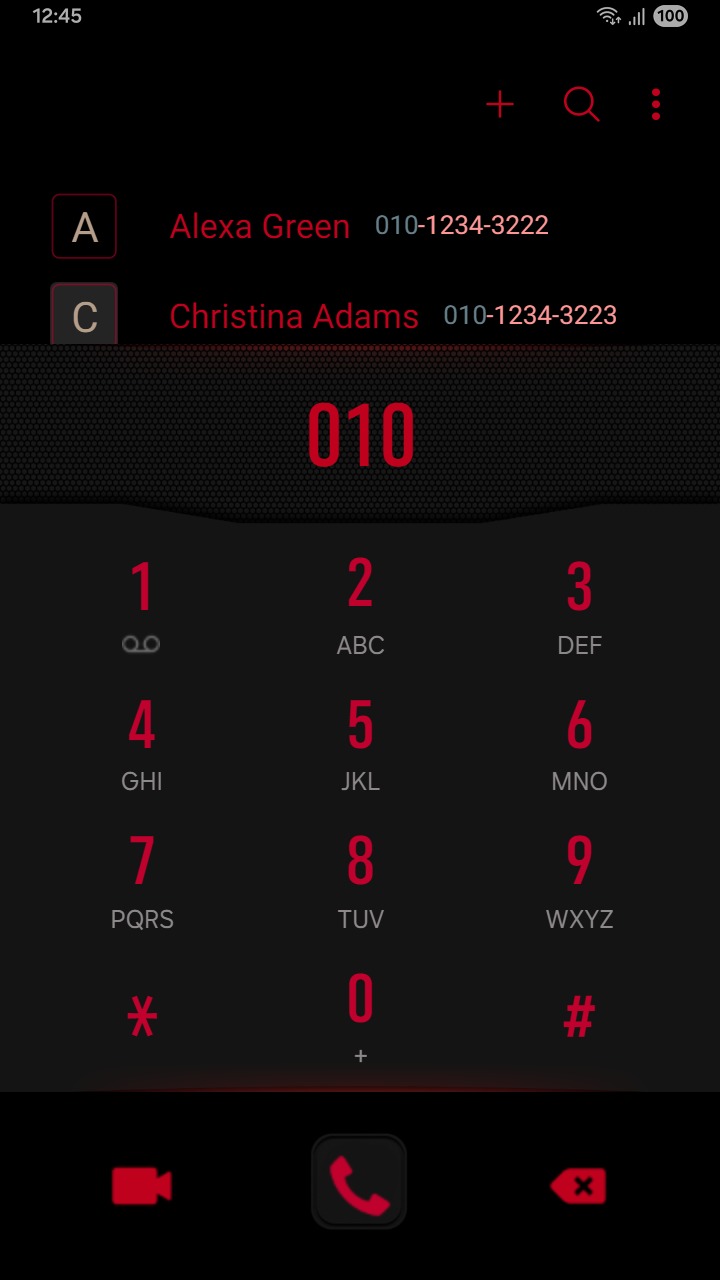 12:45 100
A Alexa Green 010-1234-3222
C Christina Adams 010-1234-3223
010
1 2 3
ABC DEF
4 5 6
GHI JKL MNO
7 8 9
PQRS TUV WXYZ
* 0 #
+